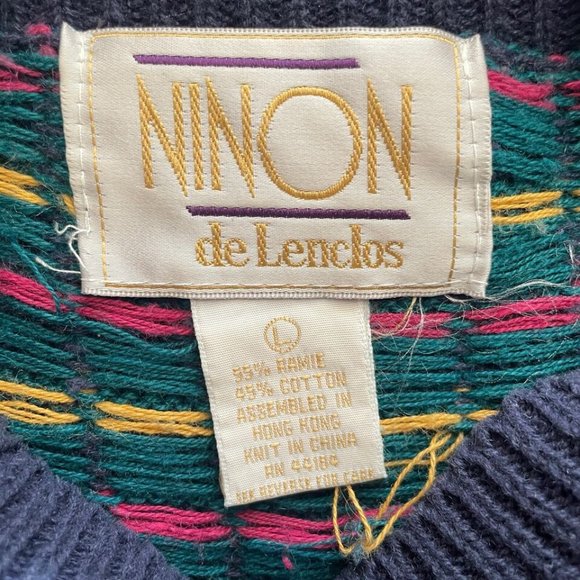 NINON
de Lenclos
L
55% RAMIE
45% COTTON
ASSEMBLED IN
HONG KONG
KNIT IN CHINA
RN 44184
SEE REVERSE FOR CARE